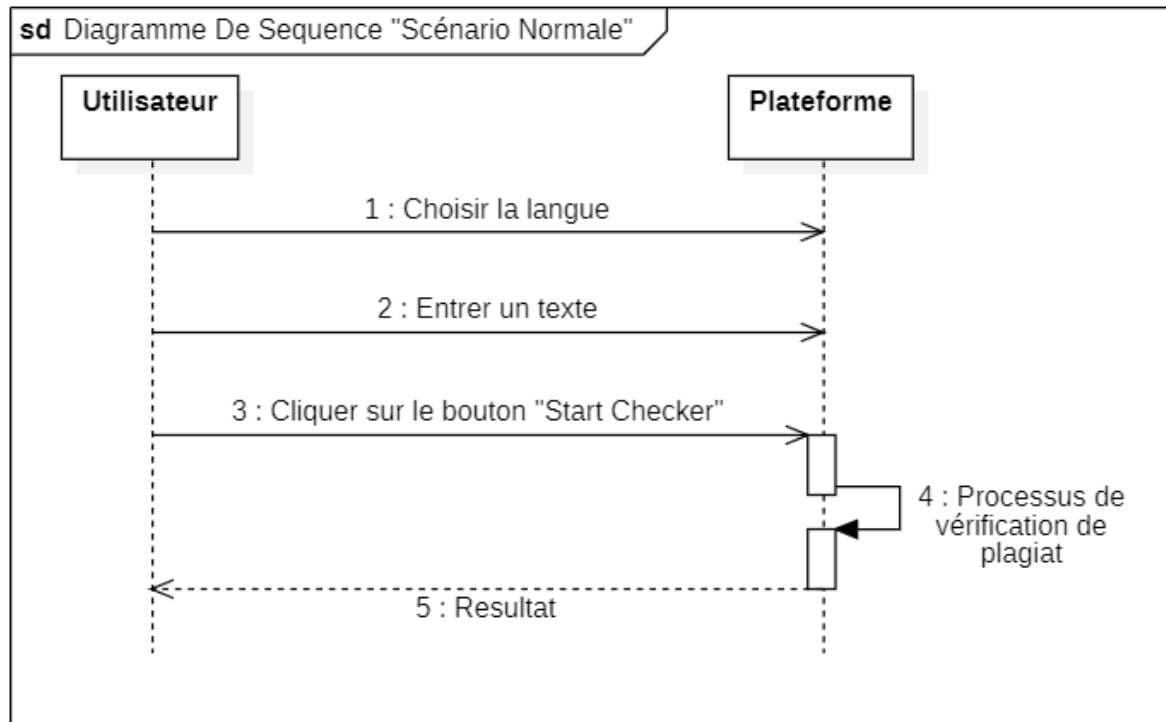 sd Diagramme De Sequence "Scénario Normale"
Utilisateur
Plateforme
1 : Choisir la langue
2 : Entrer un texte
3 : Cliquer sur le bouton "Start Checker"
4 : Processus de
vérification de
plagiat
5 : Resultat